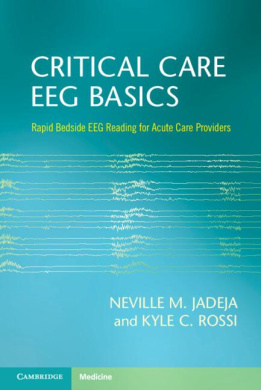 CRITICAL CARE
EEG BASICS
Rapid Bedside EEG Reading for Acute Care Providers
NEVILLE M. JADEJA
and KYLE C. ROSSI
CAMBRIDGE Medicine